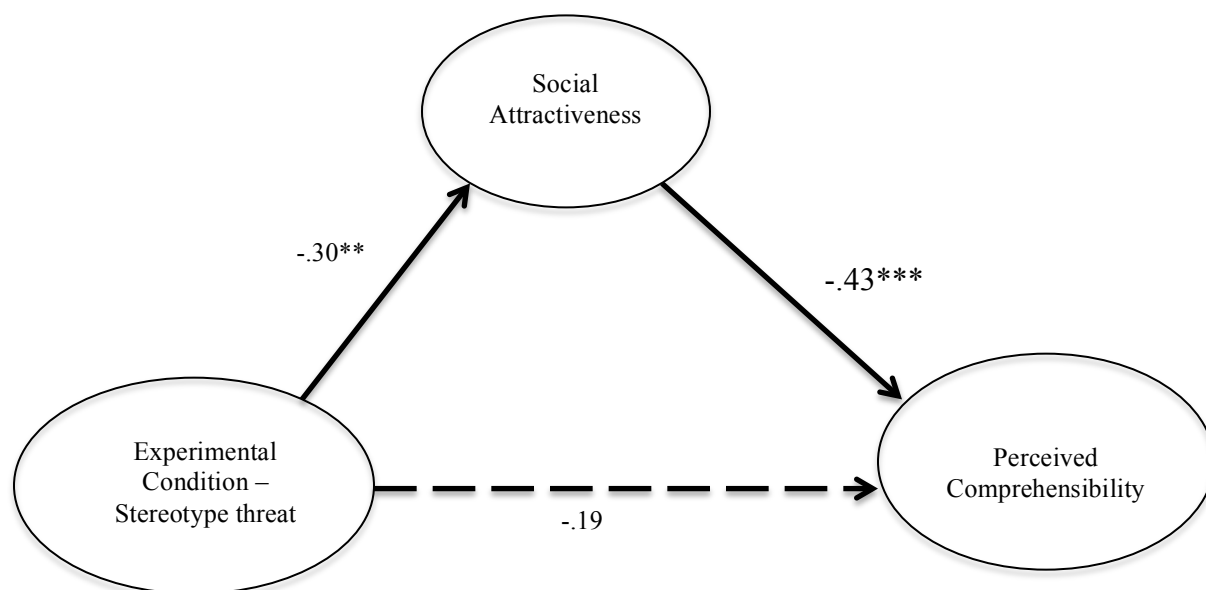 Social
Attractiveness
-.30**
-.43***
Experimental
Condition –
Stereotype threat
-.19
Perceived
Comprehensibility